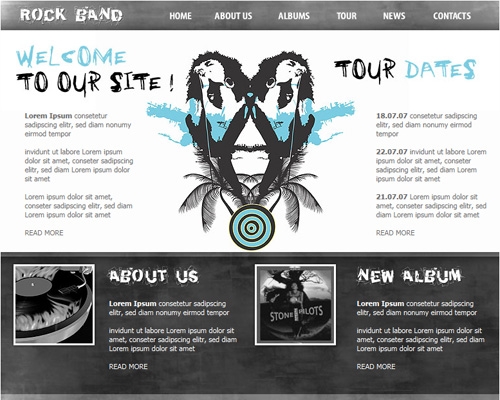 ROCK BAND
HOME ABOUT US ALBUMS TOUR NEWS CONTACTS
WELCOME
TO OUR SITE !
Lorem Ipsum consetetur
sadipscing elitr, sed diam nonumy
eirmod tempor
invidunt ut labore Lorem ipsum
dolor sit amet, conseter sadipscing
elitr, sed diam Lorem ipsum dolor
sit amet
Lorem ipsum dolor sit amet,
conseter sadipscing elitr, sed diam
Lorem ipsum dolor sit amet
READ MORE
TOUR DATES
18.07.07 consetetur
sadipscing elitr, sed diam nonumy
eirmod tempor
22.07.07 invidunt ut labore
Lorem ipsum dolor sit amet,
conseter sadipscing elitr, sed diam
Lorem ipsum dolor sit amet
21.07.07 Lorem ipsum dolor sit
amet, conseter sadipscing elitr,
sed diam Lorem ipsum dolor sit
amet
READ MORE
ABOUT US
Lorem Ipsum consetetur sadipscing
elitr, sed diam nonumy eirmod tempor
invidunt ut labore Lorem ipsum dolor
sit amet, conseter sadipscing elitr, sed
diam Lorem ipsum dolor sit amet
READ MORE
STONE PILOTS
NEW ALBUM
Lorem Ipsum consetetur sadipscing
elitr, sed diam nonumy eirmod tempor
invidunt ut labore Lorem ipsum dolor
sit amet, conseter sadipscing elitr, sed
diam Lorem ipsum dolor sit amet
READ MORE